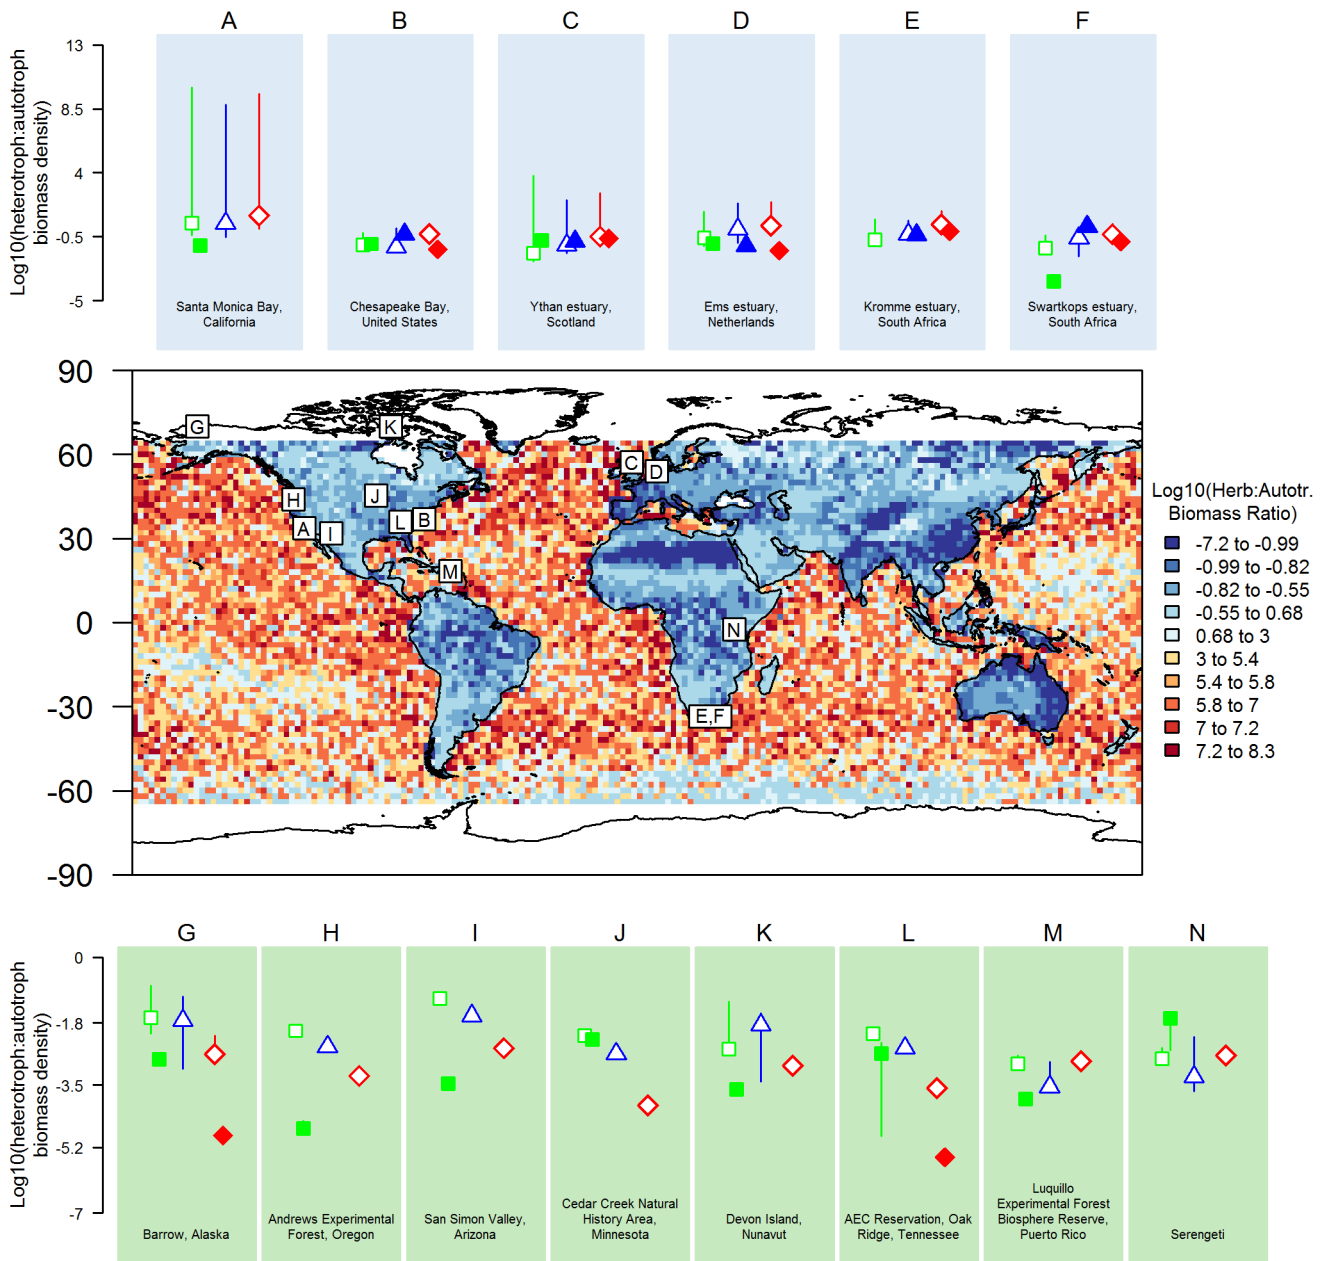 A B C D E F
Log10(heterotroph:autotroph
biomass density)
13
8.5
4
-0.5
-5
Santa Monica Bay,
California
Chesapeake Bay,
United States
Ythan estuary,
Scotland
Ems estuary,
Netherlands
Kromme estuary,
South Africa
Swartkops estuary,
South Africa
90
60
30
0
-30
-60
-90
G
K
C
D
H
J
A
I
L
B
M
N
E,F
Log10(Herb:Autotr.
Biomass Ratio)
-7.2 to -0.99
-0.99 to -0.82
-0.82 to -0.55
-0.55 to 0.68
0.68 to 3
3 to 5.4
5.4 to 5.8
5.8 to 7
7 to 7.2
7.2 to 8.3
G H I J K L M N
Log10(heterotroph:autotroph
biomass density)
0
-1.8
-3.5
-5.2
-7
Barrow, Alaska
Andrews Experimental
Forest, Oregon
San Simon Valley,
Arizona
Cedar Creek Natural
History Area,
Minnesota
Devon Island,
Nunavut
AEC Reservation, Oak
Ridge, Tennessee
Luquillo
Experimental Forest
Biosphere Reserve,
Puerto Rico
Serengeti